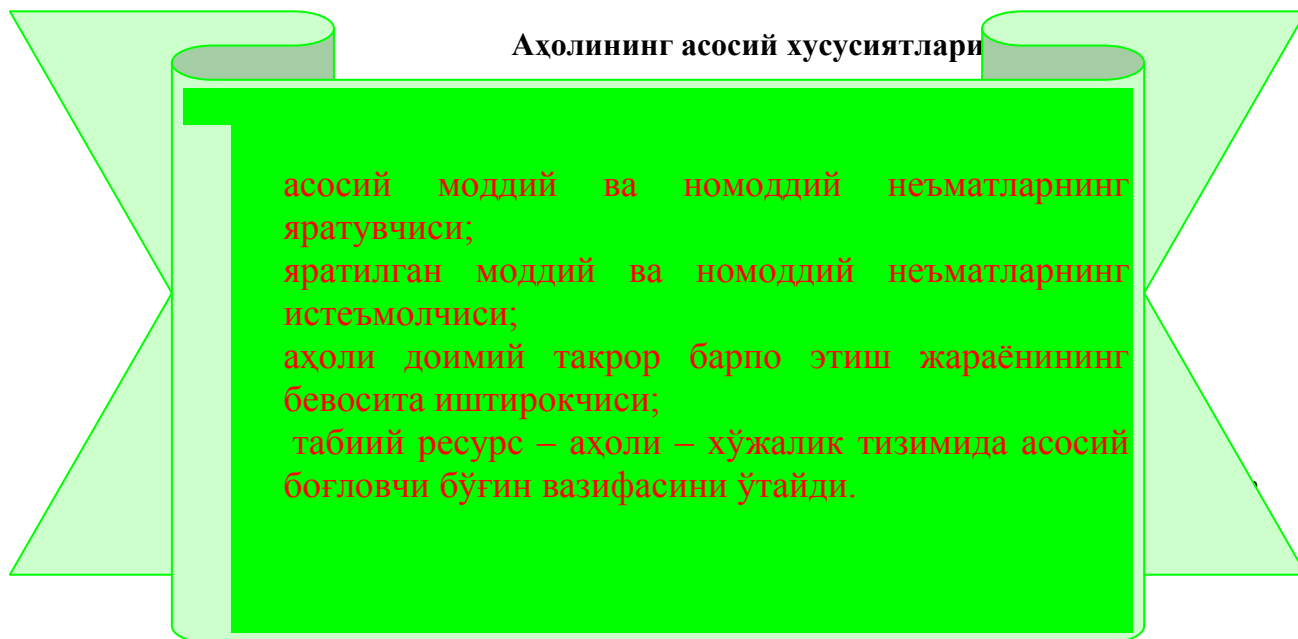 Аҳолининг асосий хусусиятлари
асосий моддий ва номоддий неъматларнинг
яратувчиси;
яратилган моддий ва номоддий неъматларнинг
истеъмолчиси;
аҳоли доимий такрор барпо этиш жараёнининг
бевосита иштирокчиси;
табиий ресурс – аҳоли – хўжалик тизимида асосий
боғловчи бўғин вазифасини ўтайди.